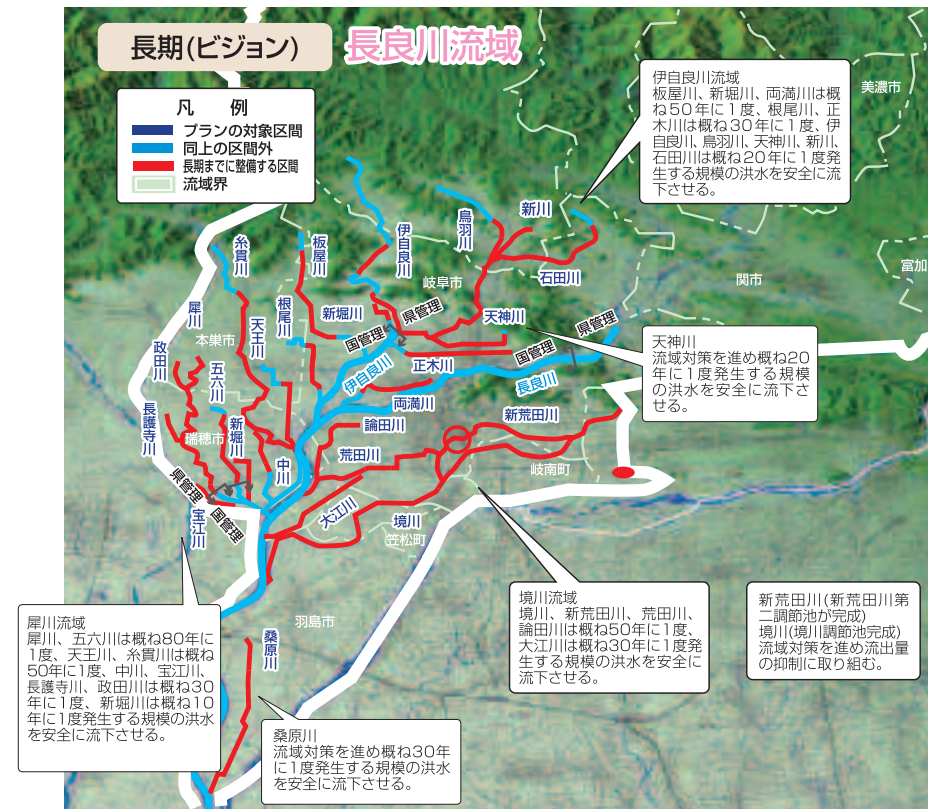 長期(ビジョン)
長良川流域
凡　例
プランの対象区間
同上の区間外
長期までに整備する区間
流域界
伊自良川流域
板屋川、新堀川、両満川は概
ね50年に1度、根尾川、正
木川は概ね30年に1度、伊
自良川、鳥羽川、天神川、新川、
石田川は概ね20年に1度発
生する規模の洪水を安全に流
下させる。
美濃市
富加
関市
糸貫川
板屋川
伊自良川
鳥羽川
新川
石田川
岐阜市
犀川
根尾川
新堀川
県管理
国管理
天神川
県管理
国管理
天王川
本巣市
政田川
五六川
正木川
伊自良川
長良川
天神川
流域対策を進め概ね20
年に1度発生する規模
の洪水を安全に流下さ
せる。
両満川
新荒田川
論田川
長護寺川
瑞穂市
新堀川
荒田川
中川
岐南町
県管理
国管理
宝江川
大江川
境川
笠松町
羽島市
桑原川
犀川流域
犀川、五六川は概ね80年に
1度、天王川、糸貫川は概ね
50年に1度、中川、宝江川、
長護寺川、政田川は概ね30
年に1度、新堀川は概ね10
年に1度発生する規模の洪水
を安全に流下させる。
桑原川
流域対策を進め概ね30年
に1度発生する規模の洪水
を安全に流下させる。
境川流域
境川、新荒田川、荒田川、
論田川は概ね50年に1度、
大江川は概ね30年に1度発
生する規模の洪水を安全に
流下させる。
新荒田川(新荒田川第
二調節池が完成)
境川(境川調節池完成)
流域対策を進め流出量
の抑制に取り組む。